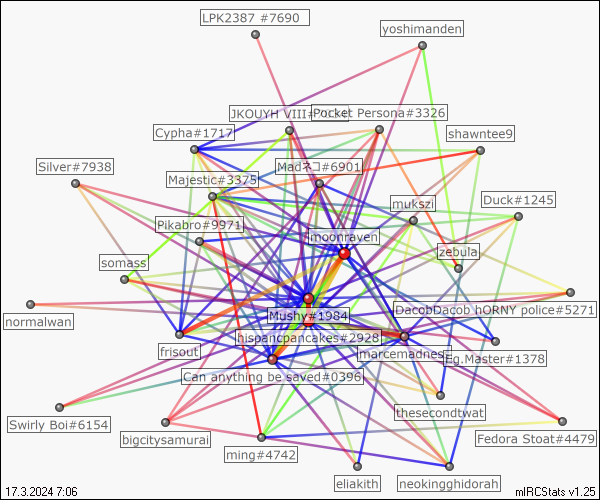 LPK2387 #7690
yoshimanden
JKOUYH VIII#
Pocket Persona#3326
Cypha#1717
shawntee9
Silver#7938
Madネコ#6901
Majestic#3375
mukszi
Duck#1245
Pikabro#9971
moonraven
zebula
somass
normalwan
Mushy#1984
DacobDacob hORNY police#5271
hispancpancakes#2928
frisout
marcemadness
Eg.Master#1378
Can anything be saved#0396
Swirly Boi#6154
thesecondtwat
bigcitysamurai
Fedora Stoat#4479
ming#4742
eliakith
neokingghidorah
17.3.2024 7:06
mIRCStats v1.25